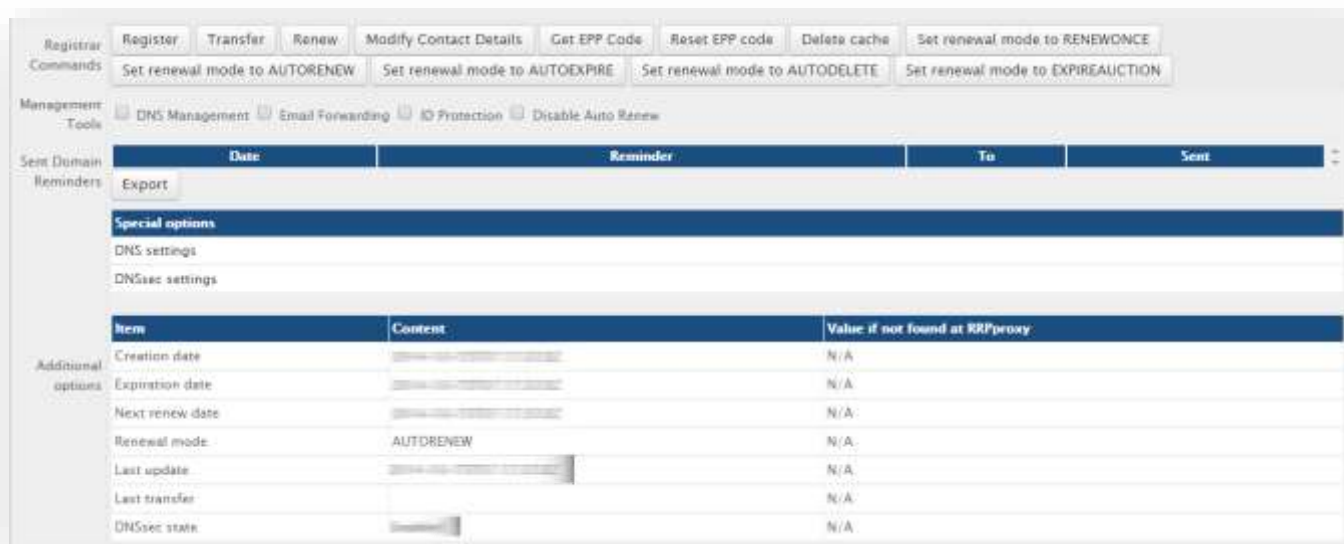 Registrar Commands
Register Transfer Renew Modify Contact Details Get EPP Code Reset EPP code Delete cache Set renewal mode to RENEWONCE
Set renewal mode to AUTORENEW Set renewal mode to AUTOEXPIRE Set renewal mode to AUTODELETE Set renewal mode to EXPIREAUCTION
Management Tools
DNS Management Email Forwarding ID Protection Disable Auto Renew
Sent Domain Reminders
Date Reminder To Sent
Export
Special options
DNS settings
DNSsec settings
Additional options
Item Content Value if not found at RRPproxy
Creation date N/A
Expiration date N/A
Next renew date N/A
Renewal mode AUTORENEW N/A
Last update N/A
Last transfer N/A
DNSsec state N/A